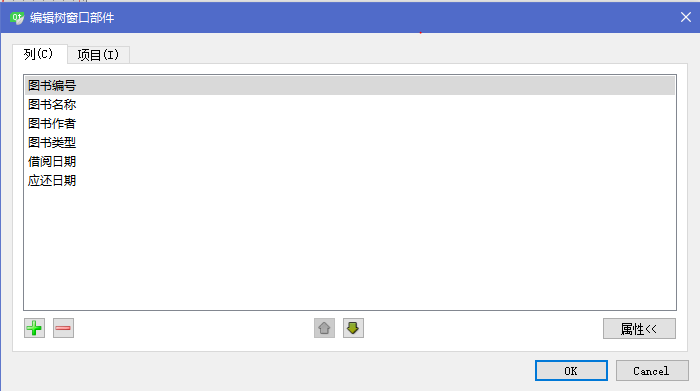 编辑树窗口部件
列(C) 项目(I)
图书编号
图书名称
图书作者
图书类型
借阅日期
应还日期
属性<<
OK Cancel